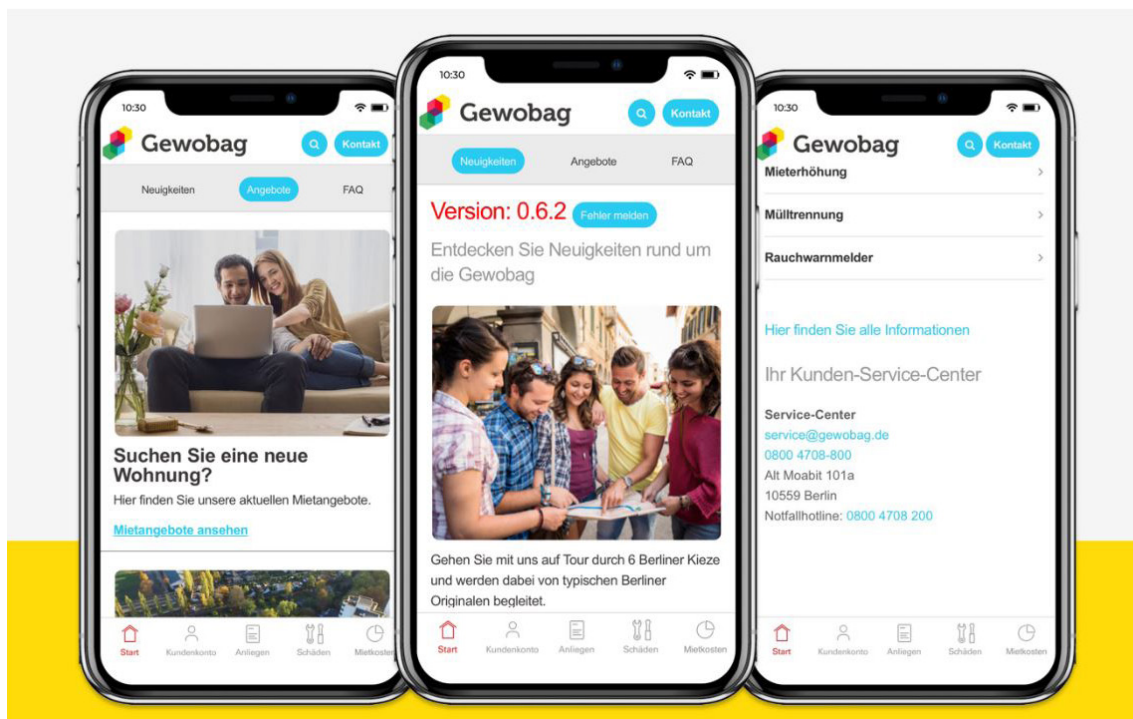 10:30
Gewobag
Kontakt
Neuigkeiten
Angebote
FAQ
Suchen Sie eine neue
Wohnung?
Hier finden Sie unsere aktuellen Mietangebote.
Mietangebote ansehen
Start
Kundenkonto
Anliegen
Schäden
Mietkosten
10:30
Gewobag
Kontakt
Neuigkeiten
Angebote
FAQ
Version: 0.6.2
Fehler melden
Entdecken Sie Neuigkeiten rund um
die Gewobag
Gehen Sie mit uns auf Tour durch 6 Berliner Kieze
und werden dabei von typischen Berliner
Originalen begleitet.
Start
Kundenkonto
Anliegen
Schäden
Mietkosten
10:30
Gewobag
Kontakt
Mieterhöhung
Mülltrennung
Rauchwarnmelder
Hier finden Sie alle Informationen
Ihr Kunden-Service-Center
Service-Center
service@gewobag.de
0800 4708-800
Alt Moabit 101a
10559 Berlin
Notfallhotline: 0800 4708 200
Start
Kundenkonto
Anliegen
Schäden
Mietkosten